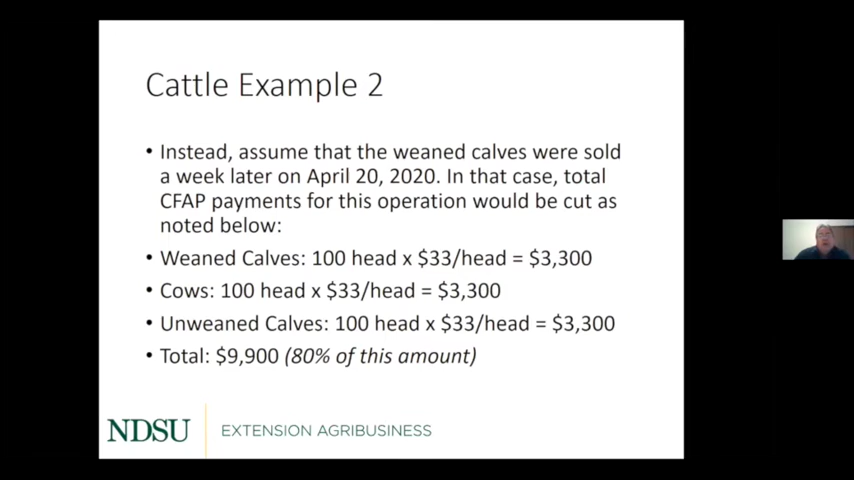 Cattle Example 2
• Instead, assume that the weaned calves were sold
a week later on April 20, 2020. In that case, total
CFAP payments for this operation would be cut as
noted below:
• Weaned Calves: 100 head x $33/head = $3,300
• Cows: 100 head x $33/head = $3,300
• Unweaned Calves: 100 head x $33/head = $3,300
• Total: $9,900 (80% of this amount)
NDSU EXTENSION AGRIBUSINESS